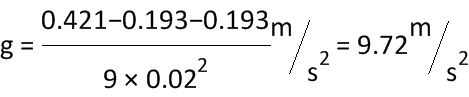 g = (0.421−0.193−0.193)/(9 × 0.02²) m/s² = 9.72 m/s²